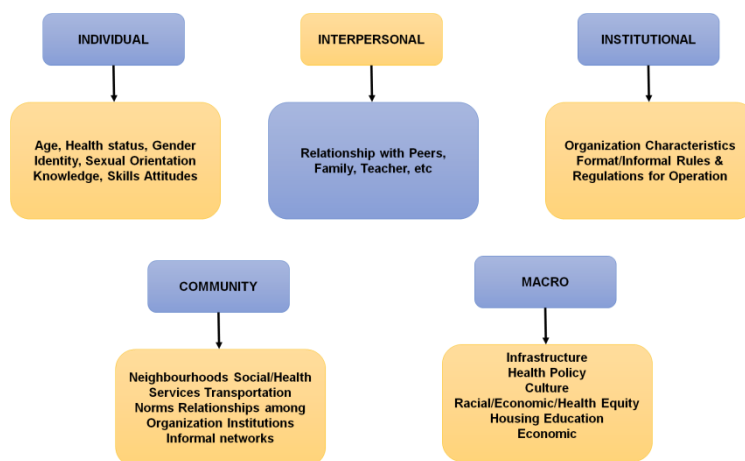 INDIVIDUAL
INTERPERSONAL
INSTITUTIONAL
Age, Health status, Gender
Identity, Sexual Orientation
Knowledge, Skills Attitudes
Relationship with Peers,
Family, Teacher, etc
Organization Characteristics
Format/Informal Rules &
Regulations for Operation
COMMUNITY
MACRO
Neighbourhoods Social/Health
Services Transportation
Norms Relationships among
Organization Institutions
Informal networks
Infrastructure
Health Policy
Culture
Racial/Economic/Health Equity
Housing Education
Economic